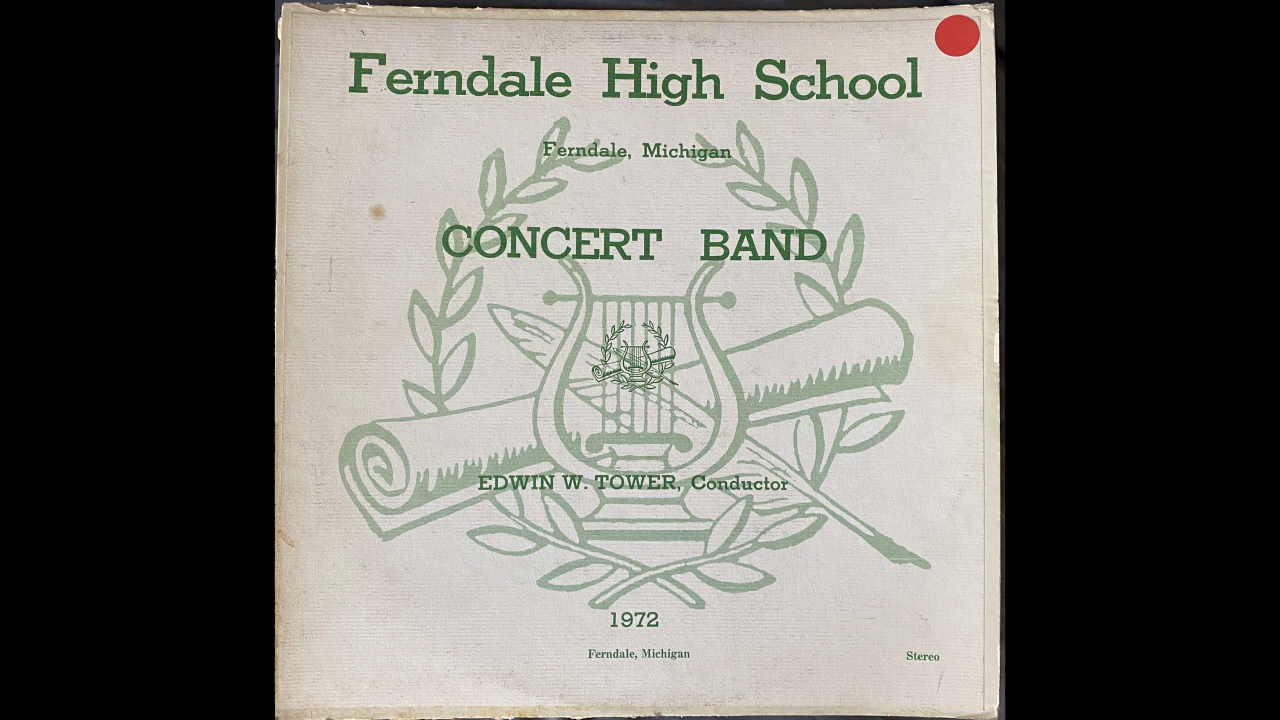 Ferndale High School
Ferndale, Michigan
CONCERT BAND
EDWIN W. TOWER, Conductor
1972
Ferndale, Michigan
Stereo